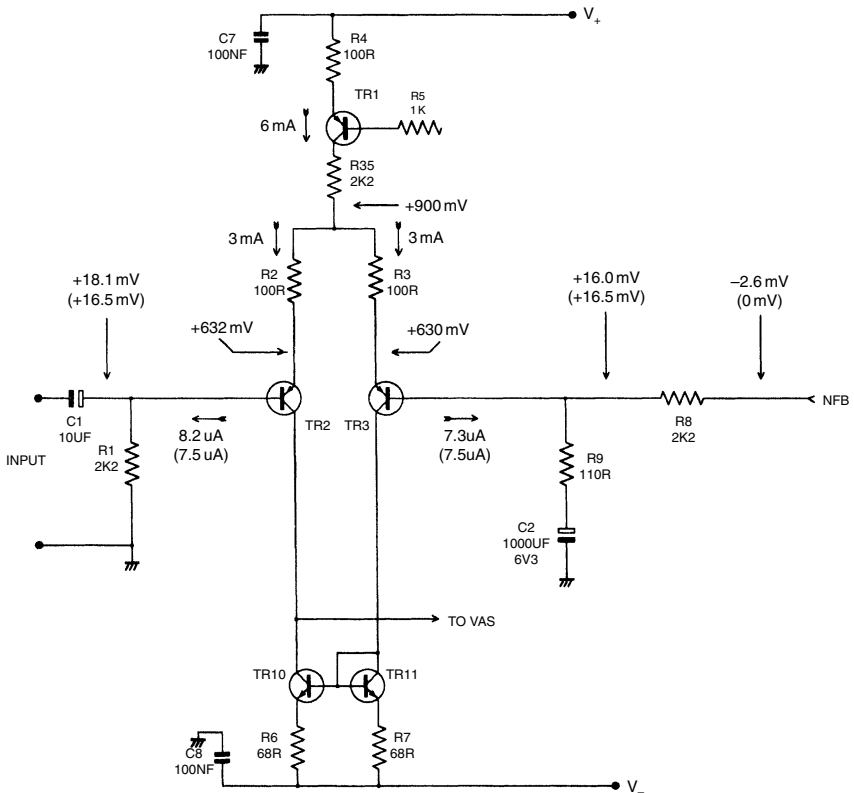 V+
C7
100NF
R4
100R
TR1
R5
1K
6 mA
R35
2K2
+900 mV
3 mA
3 mA
R2
100R
R3
100R
+18.1 mV
(+16.5 mV)
+16.0 mV
(+16.5 mV)
–2.6 mV
(0 mV)
+632 mV
+630 mV
NFB
C1
10UF
TR2
TR3
R8
2K2
8.2 uA
(7.5 uA)
7.3uA
(7.5uA)
R1
2K2
INPUT
R9
110R
C2
1000UF
6V3
TO VAS
TR10
TR11
R6
68R
R7
68R
C8
100NF
V–